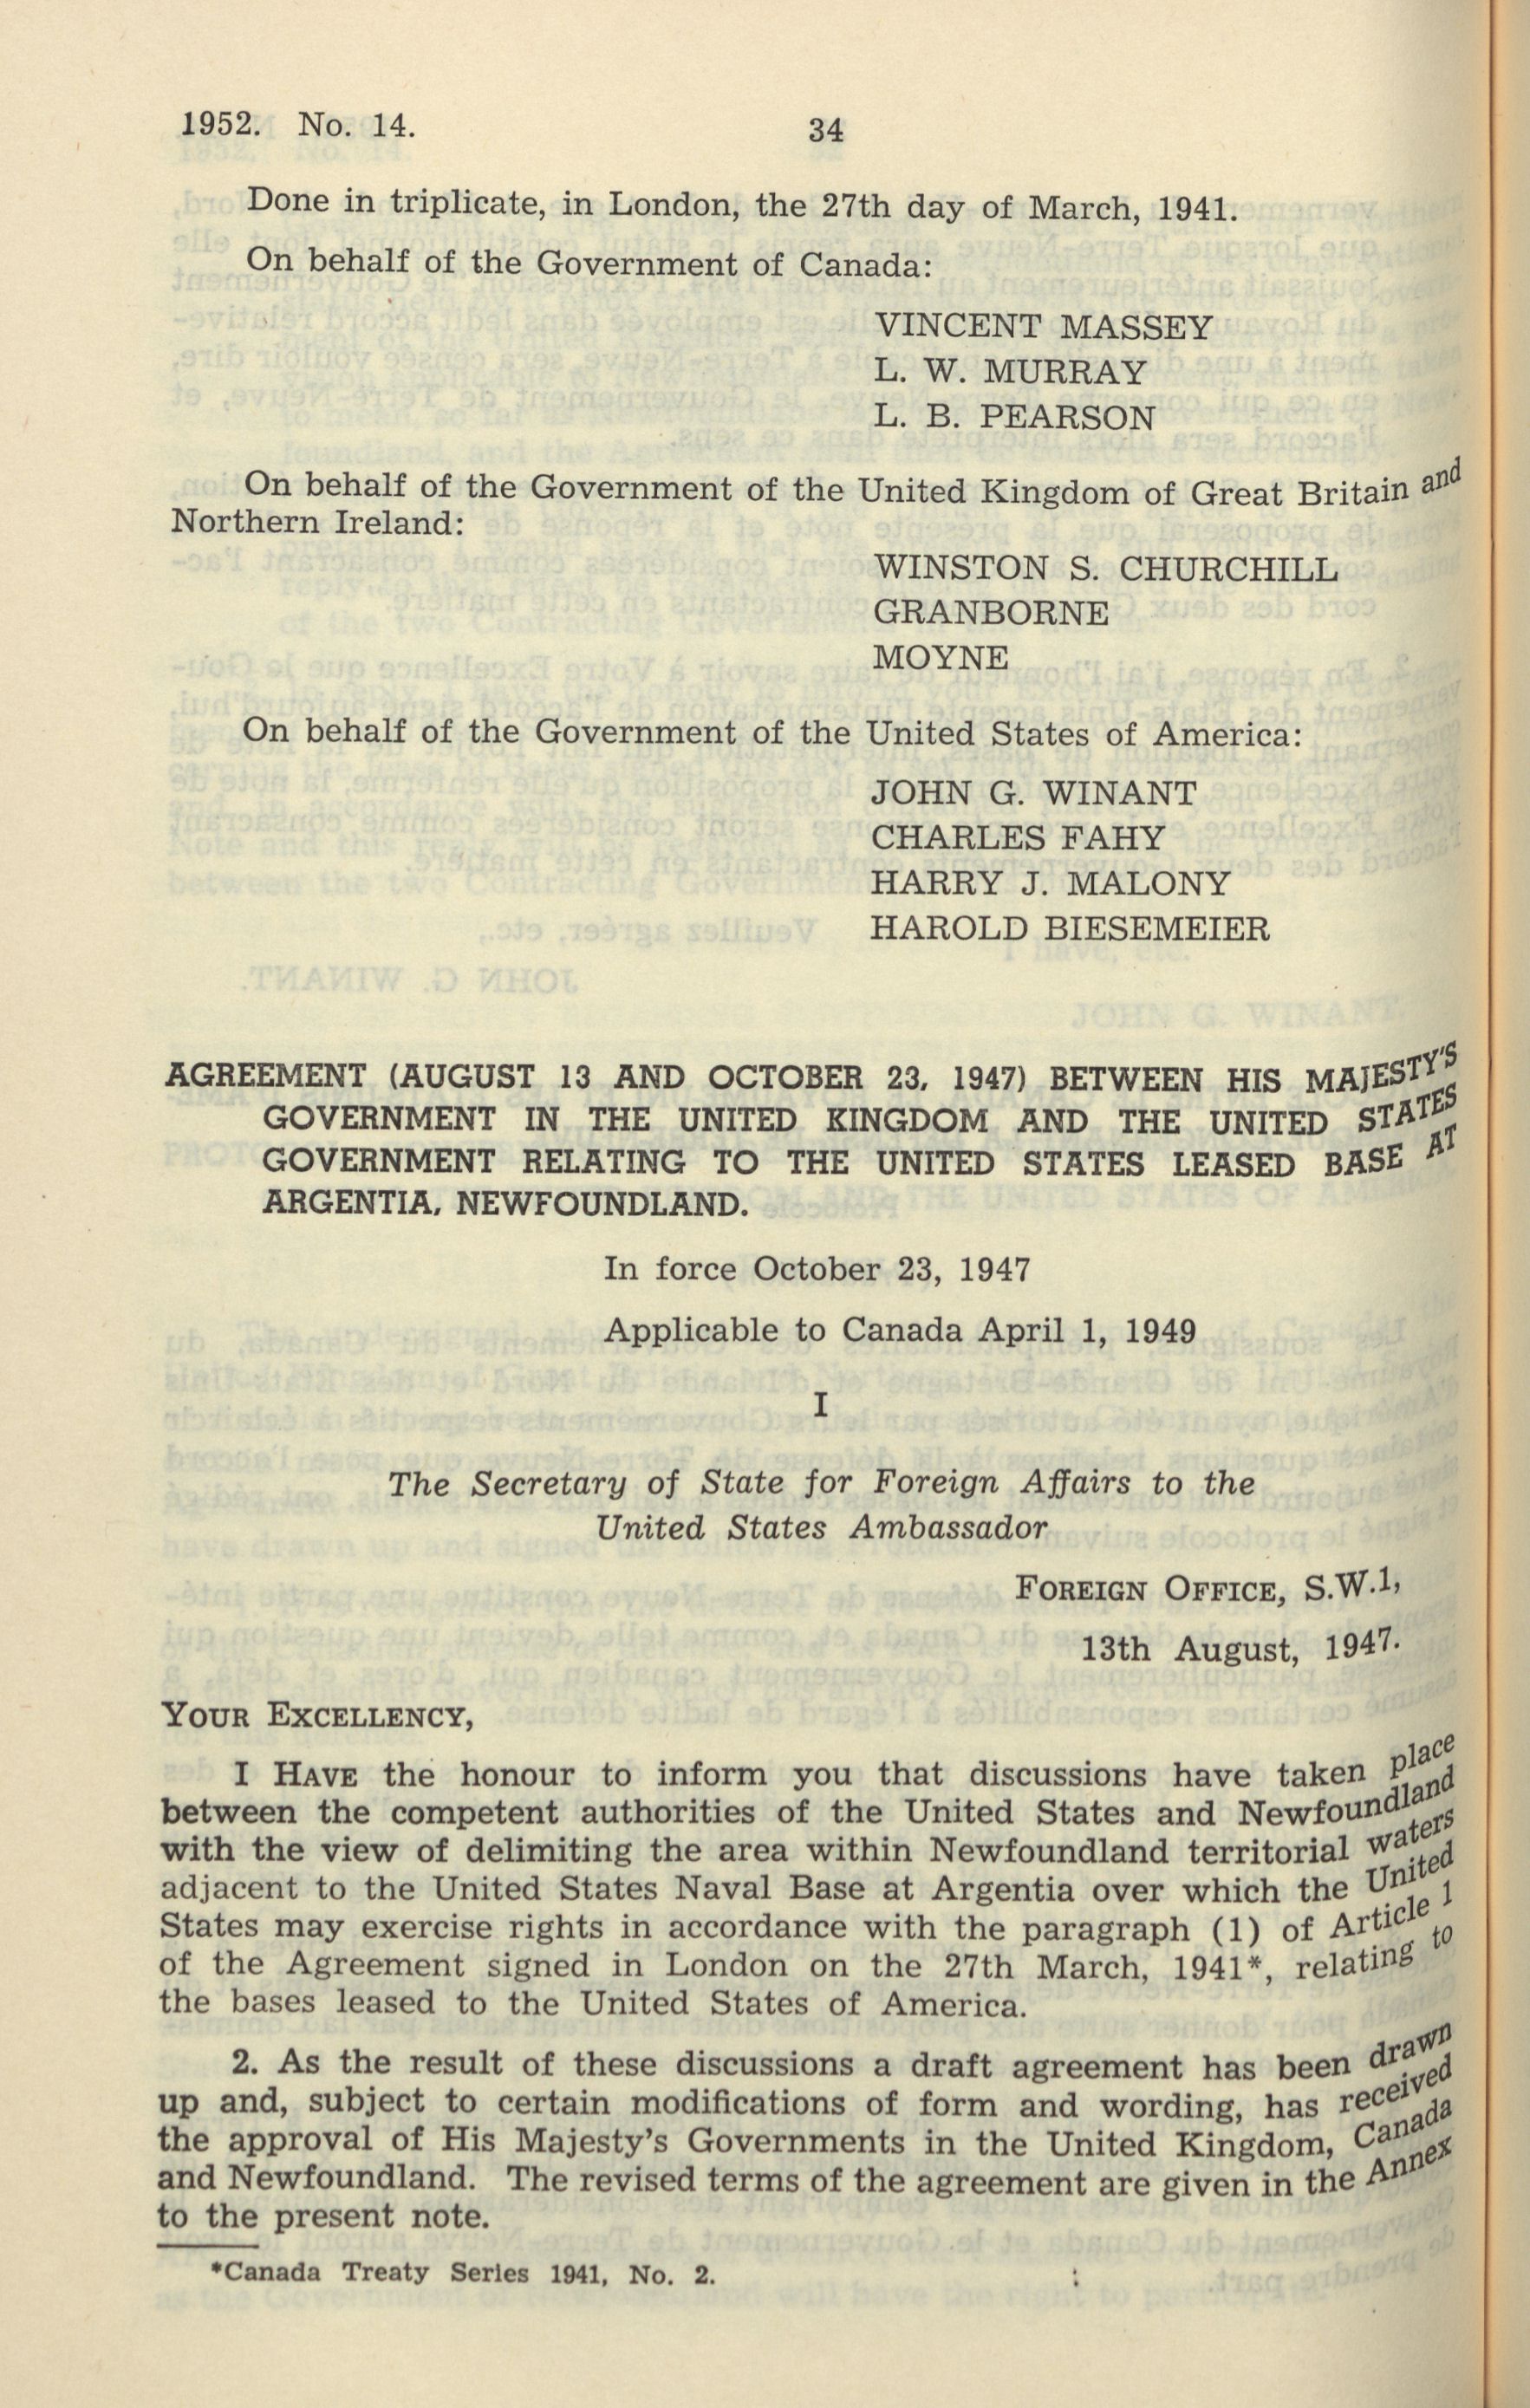 1952. No. 14.
34
Done in triplicate, in London, the 27th day of March, 1941.
On behalf of the Government of Canada:
VINCENT MASSEY
L. W. MURRAY
L. B. PEARSON
On behalf of the Government of the United Kingdom of Great Britain and
Northern Ireland:
WINSTON S. CHURCHILL
GRANBORNE
MOYNE
On behalf of the Government of the United States of America:
JOHN G. WINANT
CHARLES FAHY
HARRY J. MALONY
HAROLD BIESEMEIER
AGREEMENT (AUGUST 13 AND OCTOBER 23, 1947) BETWEEN HIS MAJESTY'S
GOVERNMENT IN THE UNITED KINGDOM AND THE UNITED STATES
GOVERNMENT RELATING TO THE UNITED STATES LEASED BASE AT
ARGENTIA, NEWFOUNDLAND.
In force October 23, 1947
Applicable to Canada April 1, 1949
I
The Secretary of State for Foreign Affairs to the
United States Ambassador
FOREIGN OFFICE, S.W.1,
13th August, 1947.
YOUR EXCELLENCY,
I HAVE the honour to inform you that discussions have taken place
between the competent authorities of the United States and Newfoundland
with the view of delimiting the area within Newfoundland territorial waters
adjacent to the United States Naval Base at Argentia over which the United
States may exercise rights in accordance with the paragraph (1) of Article 1
of the Agreement signed in London on the 27th March, 1941*, relating to
the bases leased to the United States of America.
2. As the result of these discussions a draft agreement has been drawn
up and, subject to certain modifications of form and wording, has received
the approval of His Majesty's Governments in the United Kingdom, Canada
and Newfoundland. The revised terms of the agreement are given in the Annex
to the present note.
*Canada Treaty Series 1941, No. 2.